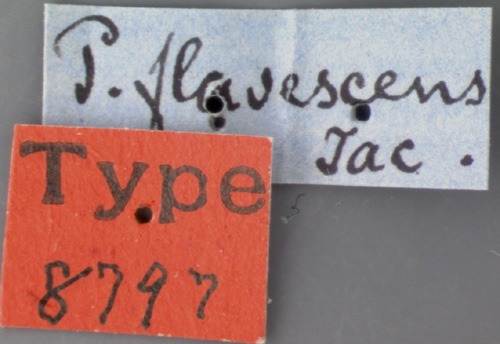 P. flavescens
Jac.
Type
8797